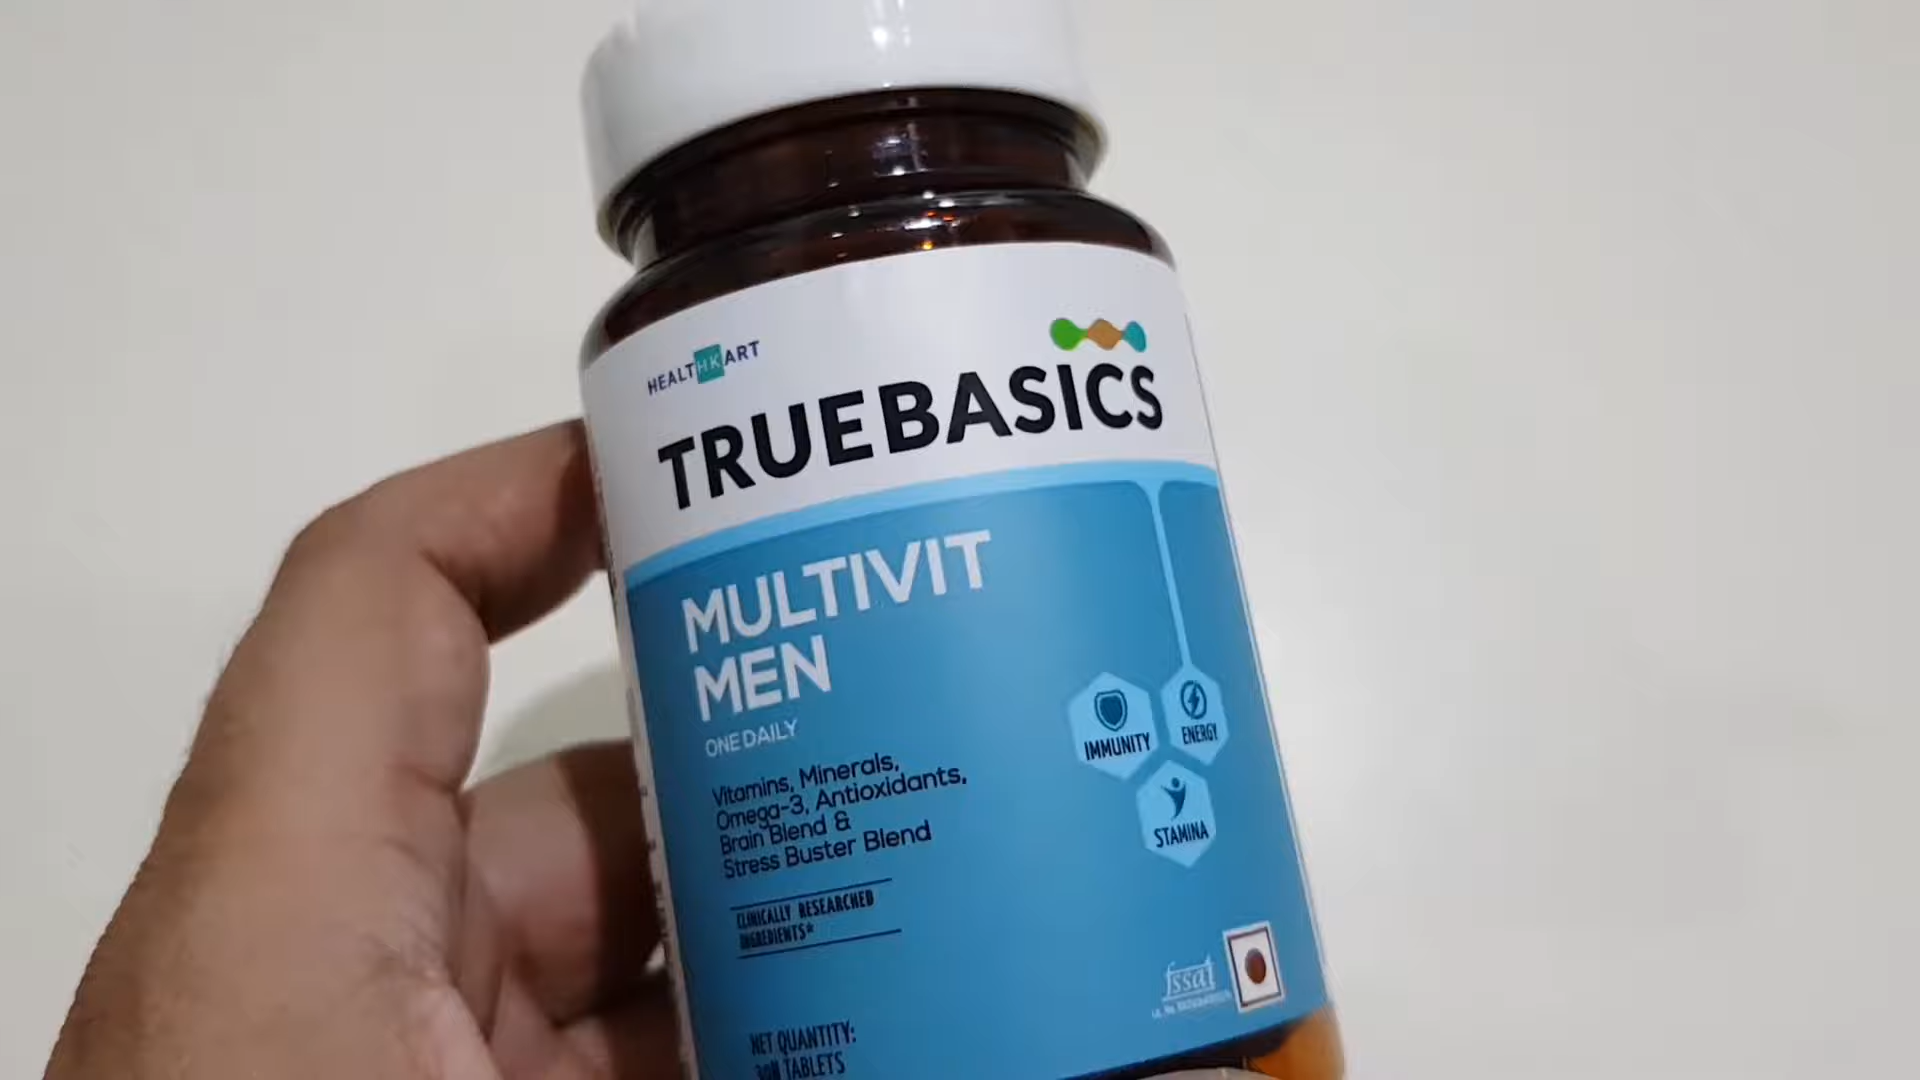 HEALTHKART
TRUEBASICS
MULTIVIT
MEN
ONE DAILY
Vitamins, Minerals,
Omega-3, Antioxidants,
Brain Blend &
Stress Buster Blend
CLINICALLY RESEARCHED
INGREDIENTS*
IMMUNITY
ENERGY
STAMINA
fssai
NET QUANTITY:
30N TABLETS